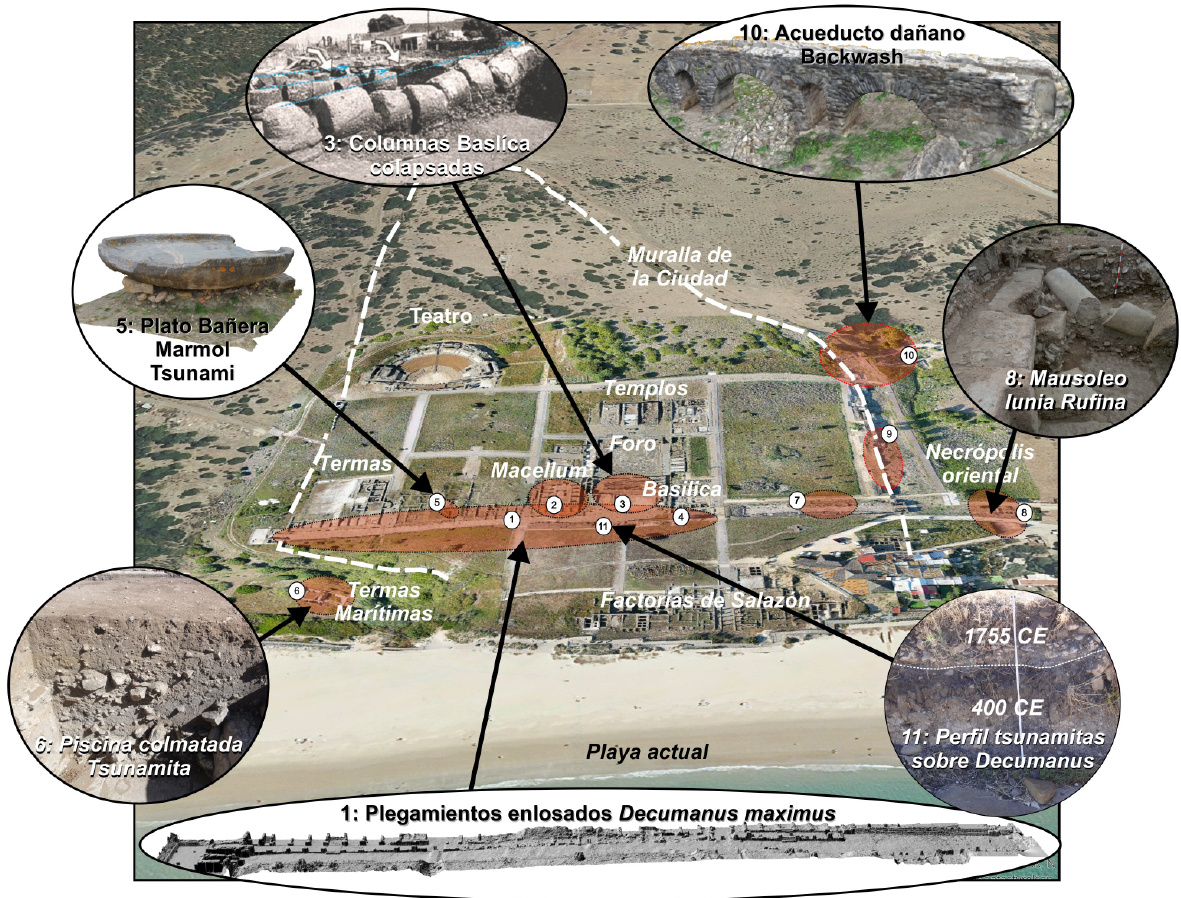 10: Acueducto dañano
Backwash
3: Columnas Baslíca
colapsadas
Muralla de
la Ciudad
5: Plato Bañera
Marmol
Tsunami
Teatro
10
8: Mausoleo
Iunia Rufina
Templos
Foro
9
Necrópolis
oriental
Termas
Macellum
Basilica
5
2
3
7
1
11
4
8
6
Termas
Marítimas
Factorías de Salazón
1755 CE
400 CE
11: Perfil tsunamitas
sobre Decumanus
6: Piscina colmatada
Tsunamita
Playa actual
1: Plegamientos enlosados Decumanus maximus